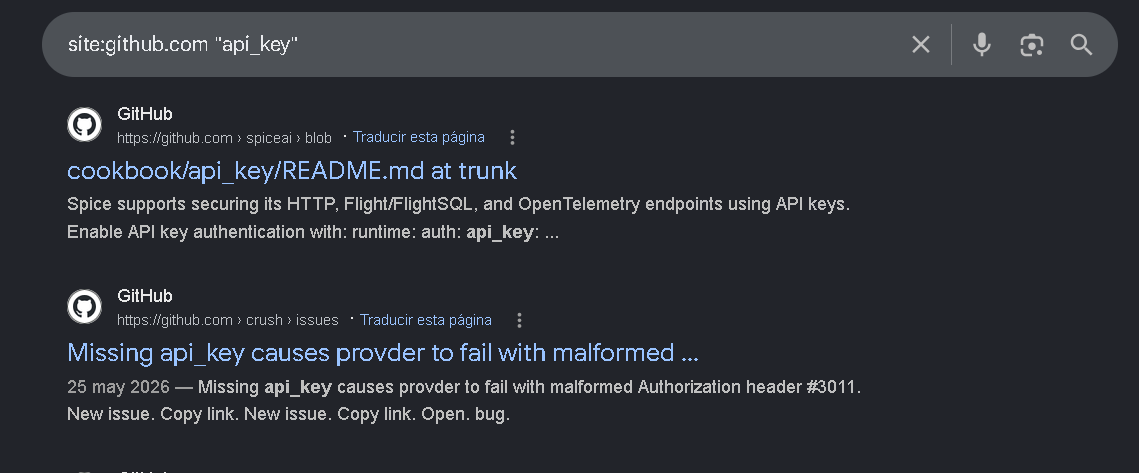 site:github.com "api_key"
GitHub
https://github.com › spiceai › blob · Traducir esta página
cookbook/api_key/README.md at trunk
Spice supports securing its HTTP, Flight/FlightSQL, and OpenTelemetry endpoints using API keys.
Enable API key authentication with: runtime: auth: api_key: ...
GitHub
https://github.com › crush › issues · Traducir esta página
Missing api_key causes provder to fail with malformed ...
25 may 2026 — Missing api_key causes provder to fail with malformed Authorization header #3011.
New issue. Copy link. New issue. Copy link. Open. bug.